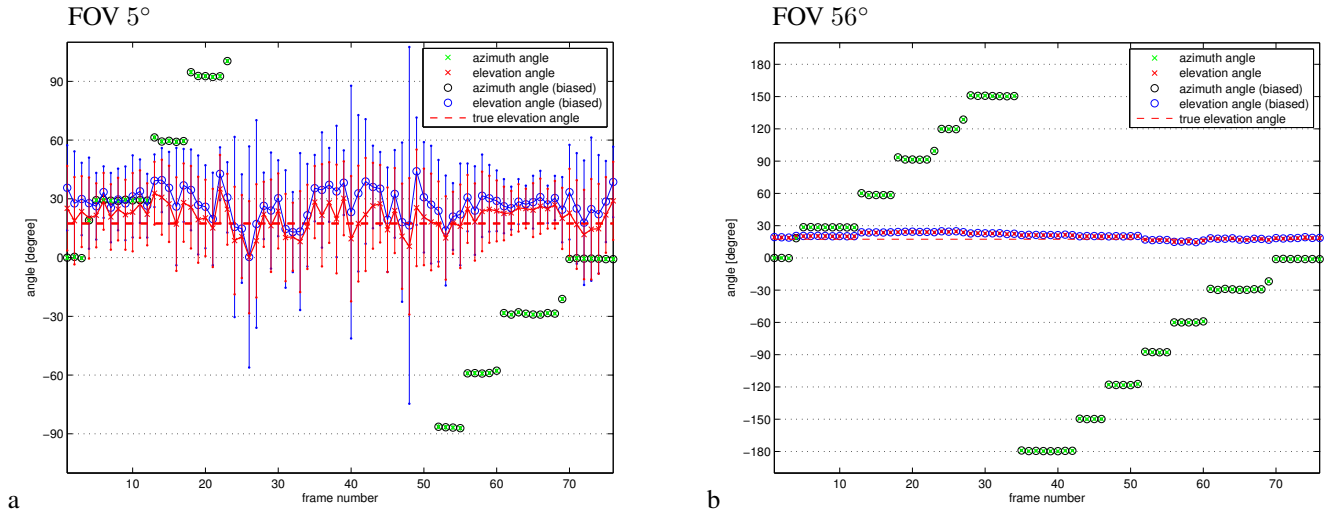 FOV 5°
90
60
30
0
−30
−60
−90
angle [degree]
10
20
30
40
50
60
70
frame number
azimuth angle
elevation angle
azimuth angle (biased)
elevation angle (biased)
true elevation angle
a
FOV 56°
180
150
120
90
60
30
0
−30
−60
−90
−120
−150
−180
angle [degree]
10
20
30
40
50
60
70
frame number
azimuth angle
elevation angle
azimuth angle (biased)
elevation angle (biased)
true elevation angle
b